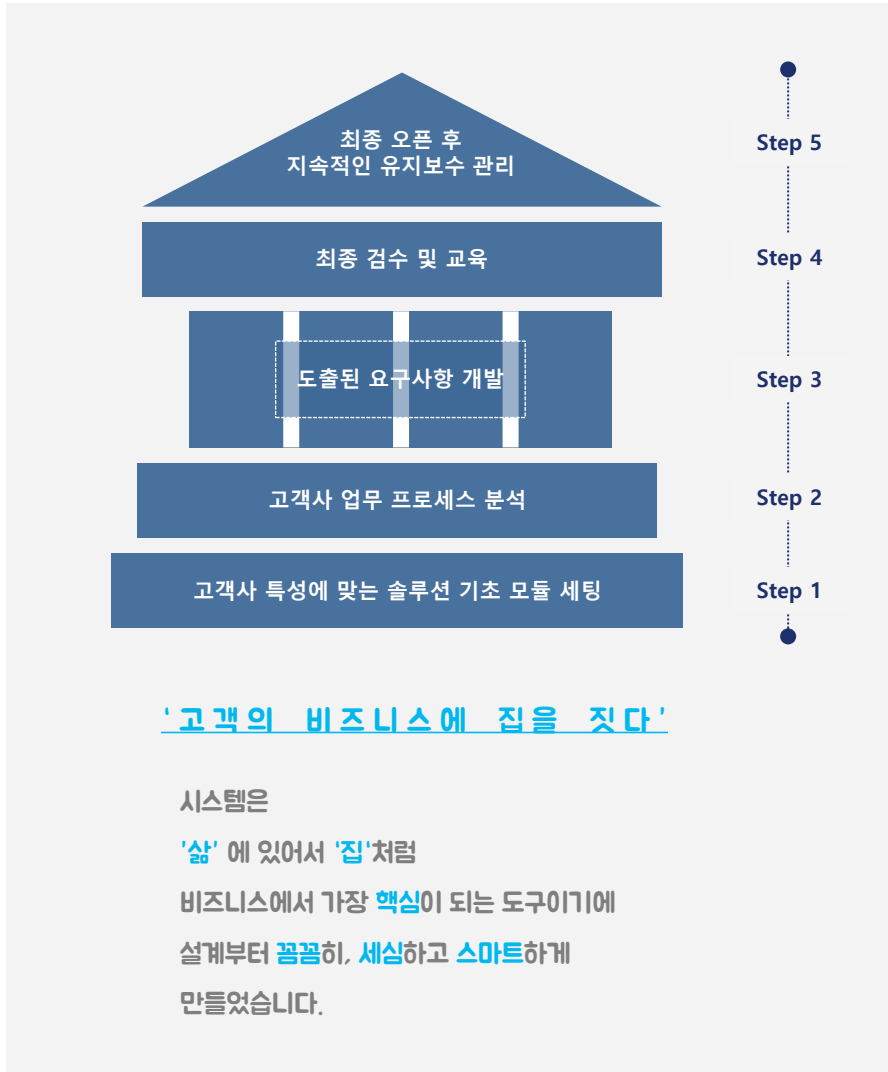 최종 오픈 후
지속적인 유지보수 관리
Step 5
최종 검수 및 교육
Step 4
도출된 요구사항 개발
Step 3
고객사 업무 프로세스 분석
Step 2
고객사 특성에 맞는 솔루션 기초 모듈 세팅
Step 1
'고객의 비즈니스에 집을 짓다'
시스템은
'삶' 에 있어서 '집'처럼
비즈니스에서 가장 핵심이 되는 도구이기에
설계부터 꼼꼼히, 세심하고 스마트하게
만들었습니다.